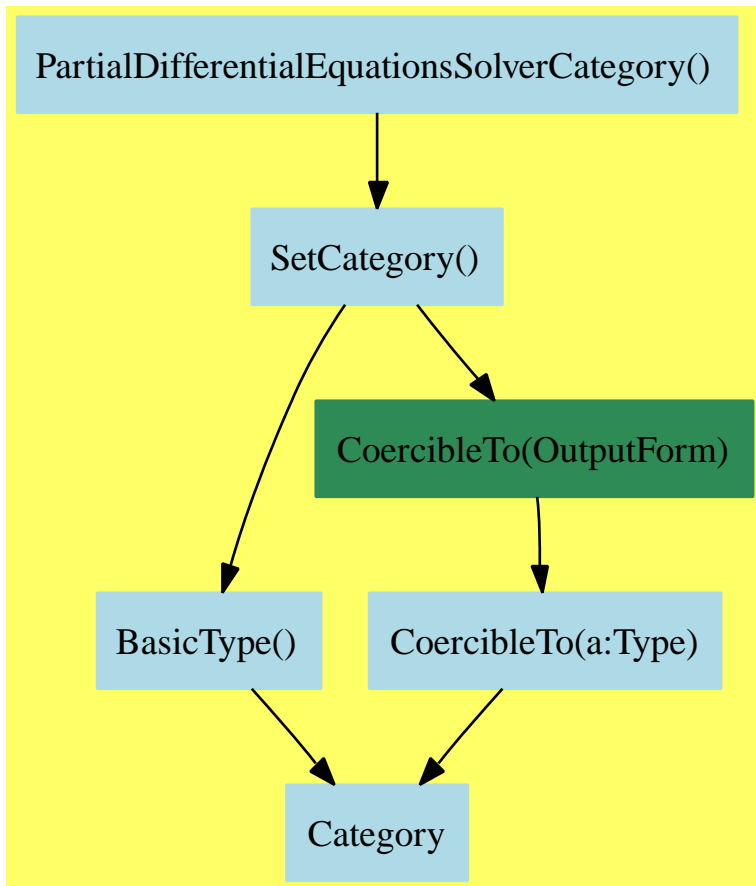 PartialDifferentialEquationsSolverCategory()
SetCategory()
CoercibleTo(OutputForm)
BasicType()
CoercibleTo(a:Type)
Category